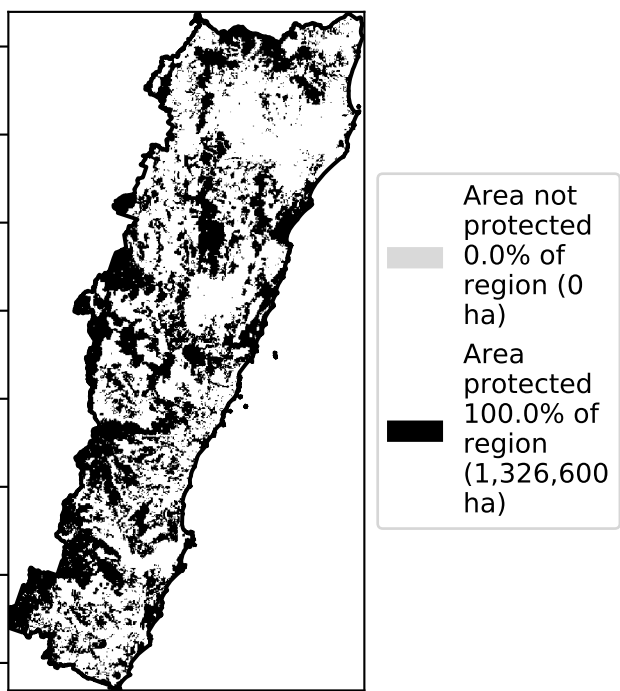 Area not
protected
0.0% of
region (0
ha)
Area
protected
100.0% of
region
(1,326,600
ha)